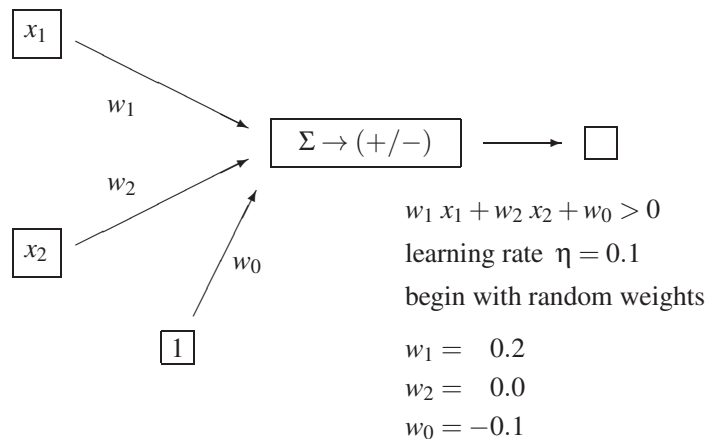 x₁
w₁
Σ → (+/−)
w₂
w₁ x₁ + w₂ x₂ + w₀ > 0
x₂
w₀
learning rate η = 0.1
begin with random weights
1
w₁ = 0.2
w₂ = 0.0
w₀ = −0.1